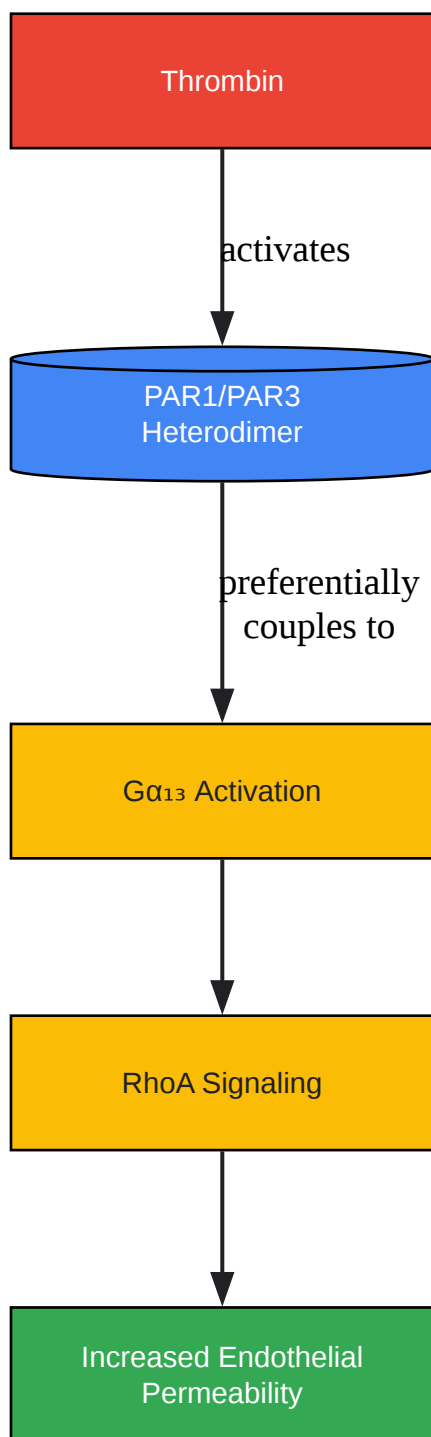 Thrombin
activates
PAR1/PAR3
Heterodimer
preferentially
couples to
Gα₁₃ Activation
RhoA Signaling
Increased Endothelial
Permeability